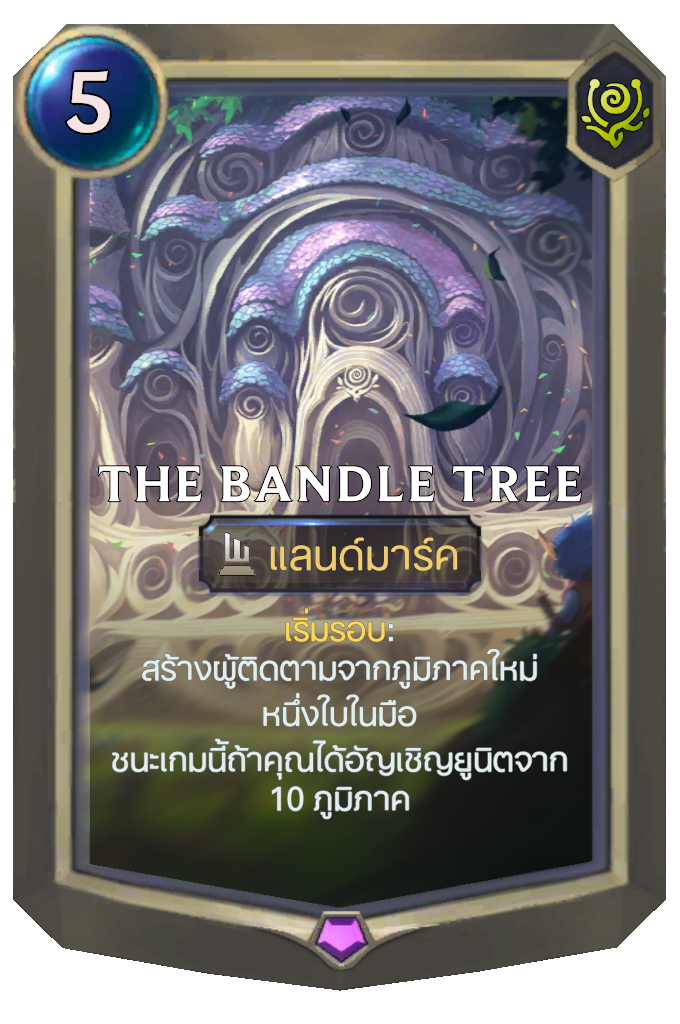 5
THE BANDLE TREE
แลนด์มาร์ค
เริ่มรอบ:
สร้างผู้ติดตามจากภูมิภาคใหม่
หนึ่งใบในมือ
ชนะเกมนี้ถ้าคุณได้อัญเชิญยูนิตจาก
10 ภูมิภาค